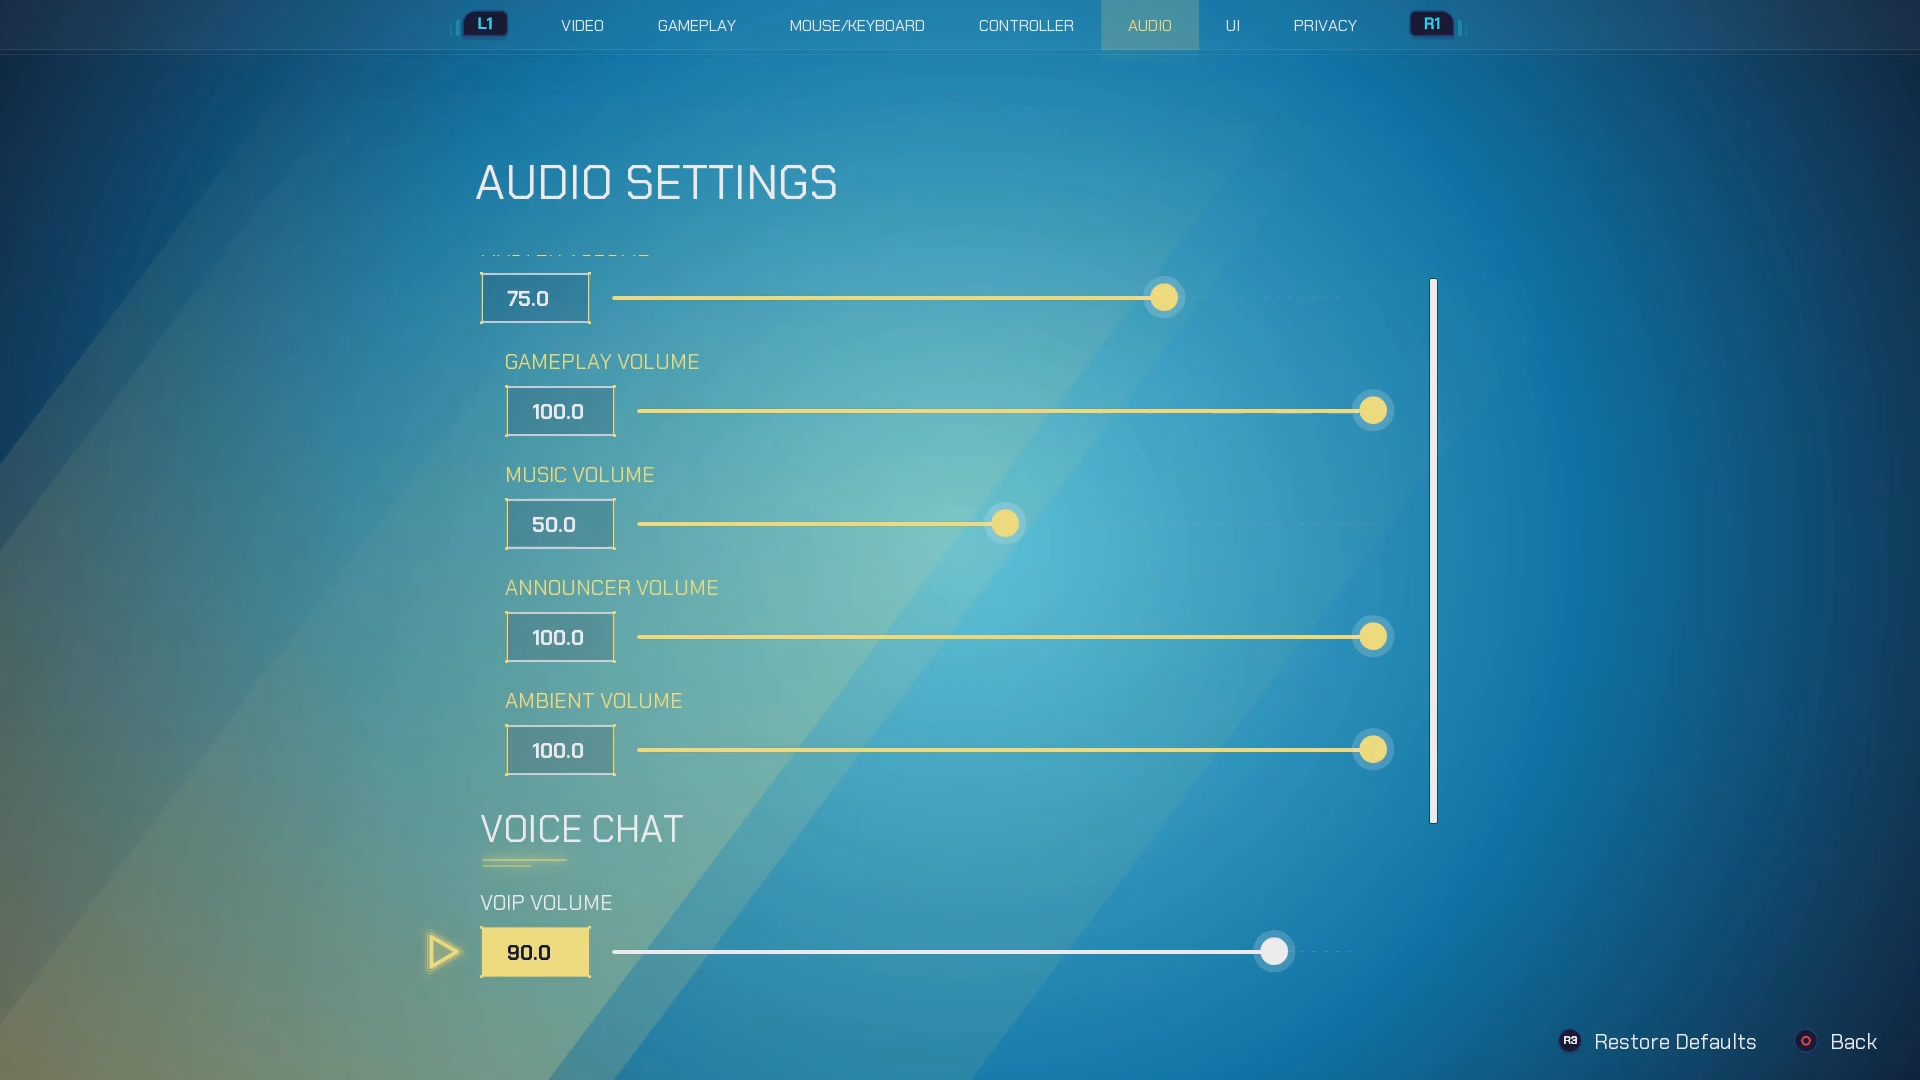 L1
VIDEO
GAMEPLAY
MOUSE/KEYBOARD
CONTROLLER
AUDIO
UI
PRIVACY
R1
AUDIO SETTINGS
75.0
GAMEPLAY VOLUME
100.0
MUSIC VOLUME
50.0
ANNOUNCER VOLUME
100.0
AMBIENT VOLUME
100.0
VOICE CHAT
VOIP VOLUME
90.0
R3 Restore Defaults
Back